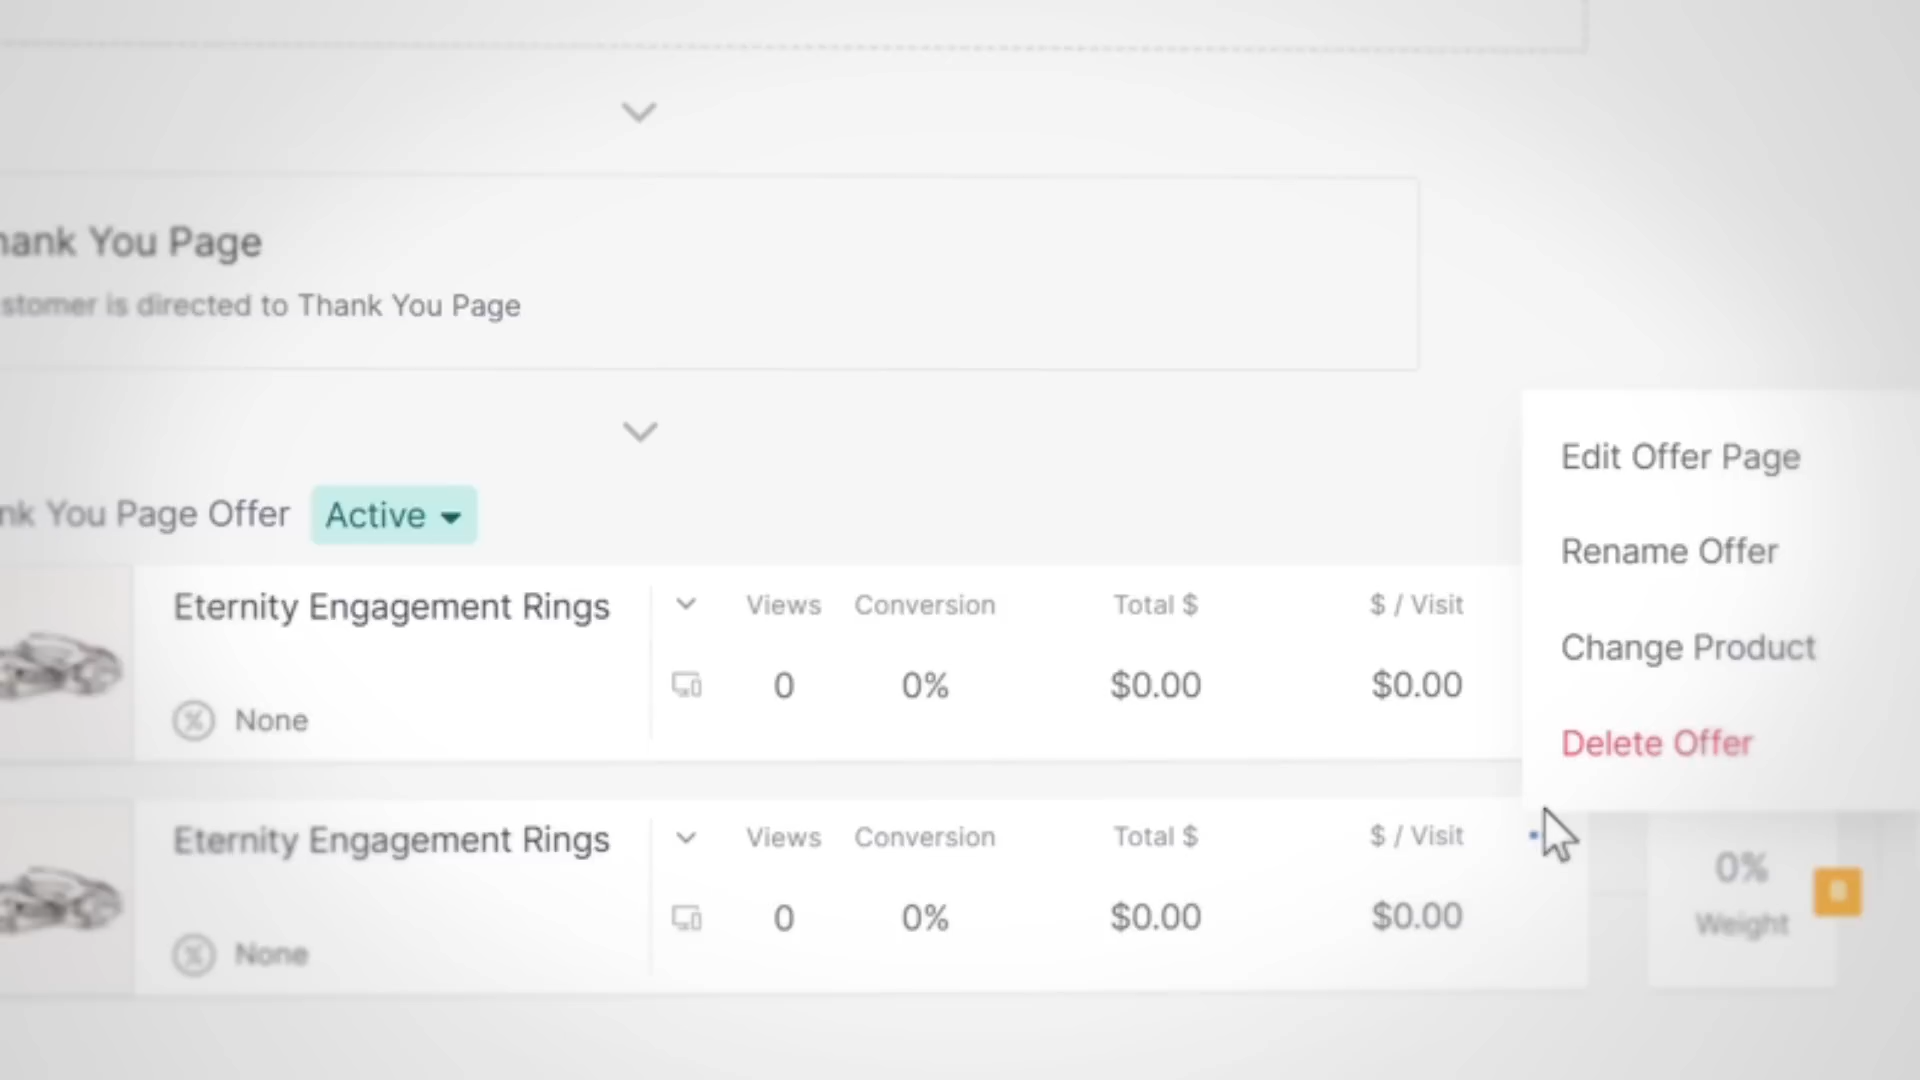 hank You Page
stomer is directed to Thank You Page
nk You Page Offer Active
Edit Offer Page
Rename Offer
Change Product
Delete Offer
Eternity Engagement Rings
None
Views Conversion Total $ $ / Visit
0 0% $0.00 $0.00
Eternity Engagement Rings
None
Views Conversion Total $ $ / Visit
0 0% $0.00 $0.00
0%
Weight